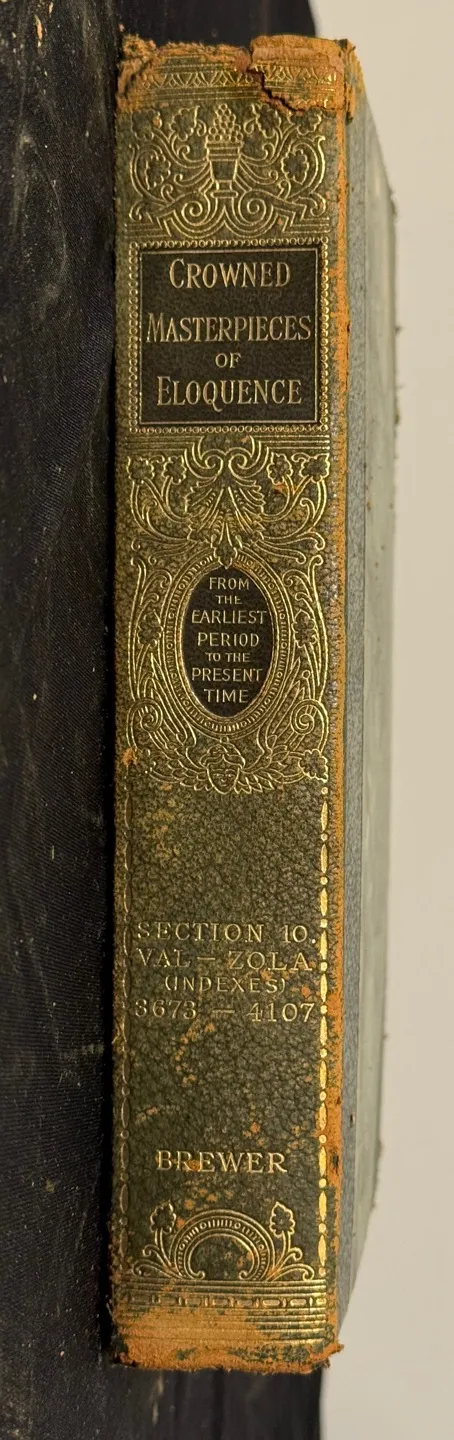 CROWNED
MASTERPIECES
OF
ELOQUENCE
FROM
THE
EARLIEST
PERIOD
TO THE
PRESENT
TIME
SECTION 10.
VAL — ZOLA
(INDEXES)
3673 — 4107
BREWER